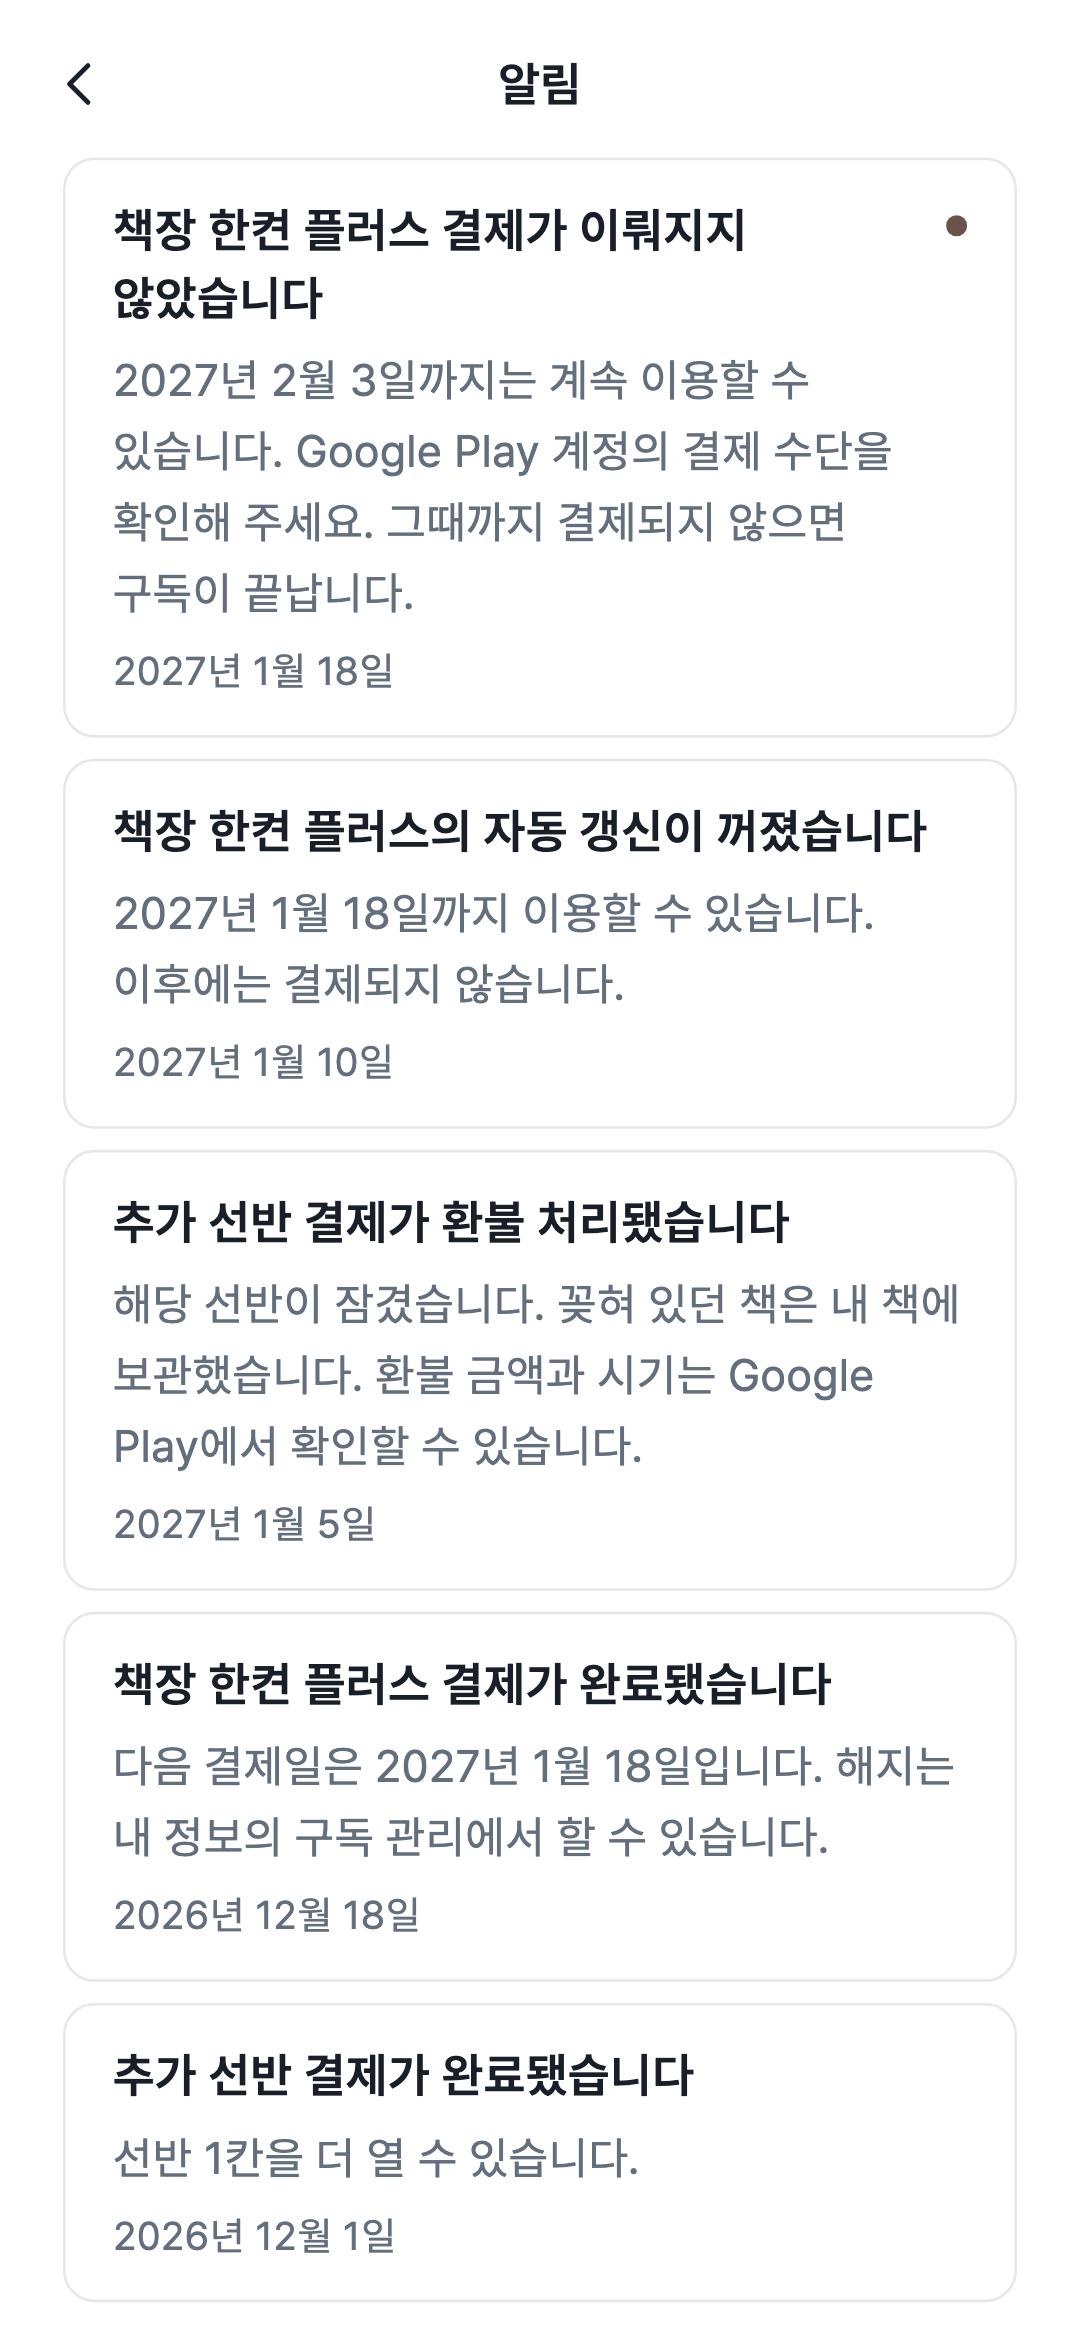 알림
책장 한켠 플러스 결제가 이뤄지지
않았습니다
2027년 2월 3일까지는 계속 이용할 수
있습니다. Google Play 계정의 결제 수단을
확인해 주세요. 그때까지 결제되지 않으면
구독이 끝납니다.
2027년 1월 18일
책장 한켠 플러스의 자동 갱신이 꺼졌습니다
2027년 1월 18일까지 이용할 수 있습니다.
이후에는 결제되지 않습니다.
2027년 1월 10일
추가 선반 결제가 환불 처리됐습니다
해당 선반이 잠겼습니다. 꽂혀 있던 책은 내 책에
보관했습니다. 환불 금액과 시기는 Google
Play에서 확인할 수 있습니다.
2027년 1월 5일
책장 한켠 플러스 결제가 완료됐습니다
다음 결제일은 2027년 1월 18일입니다. 해지는
내 정보의 구독 관리에서 할 수 있습니다.
2026년 12월 18일
추가 선반 결제가 완료됐습니다
선반 1칸을 더 열 수 있습니다.
2026년 12월 1일